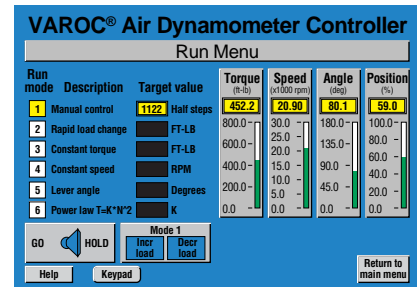 VAROC® Air Dynamometer Controller
Run Menu
Run mode Description Target value
1 Manual control 1122 Half steps
2 Rapid load change FT-LB
3 Constant torque FT-LB
4 Constant speed RPM
5 Lever angle Degrees
6 Power law T=K*N*2 K
Torque
(ft-lb)
452.2
800.0
600.0
400.0
200.0
0.0
Speed
(x1000 rpm)
20.90
30.0
25.0
20.0
15.0
10.0
5.0
0.0
Angle
(deg)
80.1
180.0
135.0
90.0
45.0
0.0
Position
(%)
59.0
100.0
80.0
60.0
40.0
20.0
0.0
GO HOLD
Mode 1
Incr load
Decr load
Help
Keypad
Return to
main menu